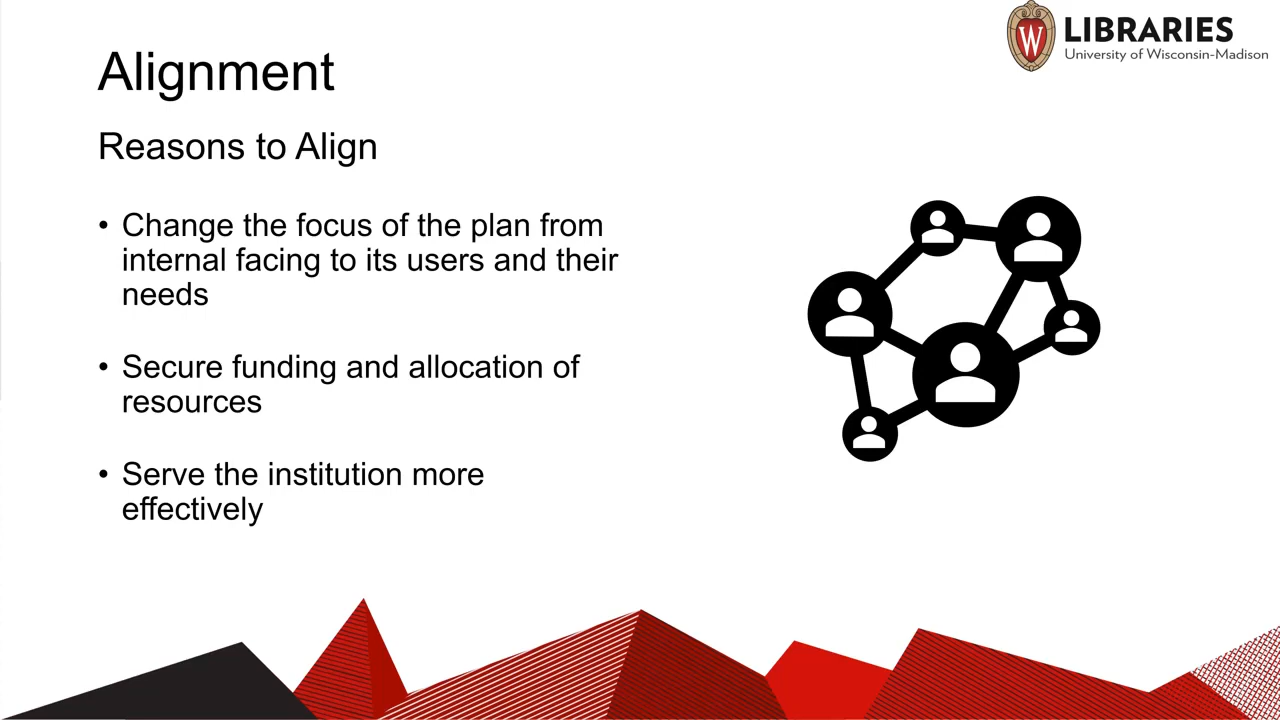 LIBRARIES
University of Wisconsin-Madison
W
Alignment
Reasons to Align
• Change the focus of the plan from
internal facing to its users and their
needs
• Secure funding and allocation of
resources
• Serve the institution more
effectively